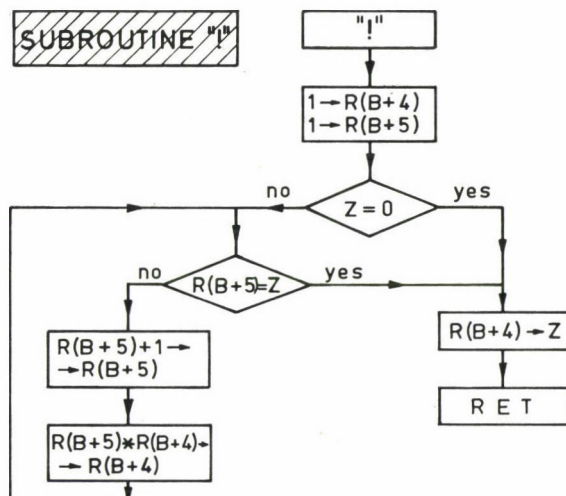 SUBROUTINE "!"
"!"
1→R(B+4)
1→R(B+5)
no
Z=0
yes
no
R(B+5)=Z
yes
R(B+5)+1→
→R(B+5)
R(B+4)→Z
RET
R(B+5)*R(B+4)→
→R(B+4)